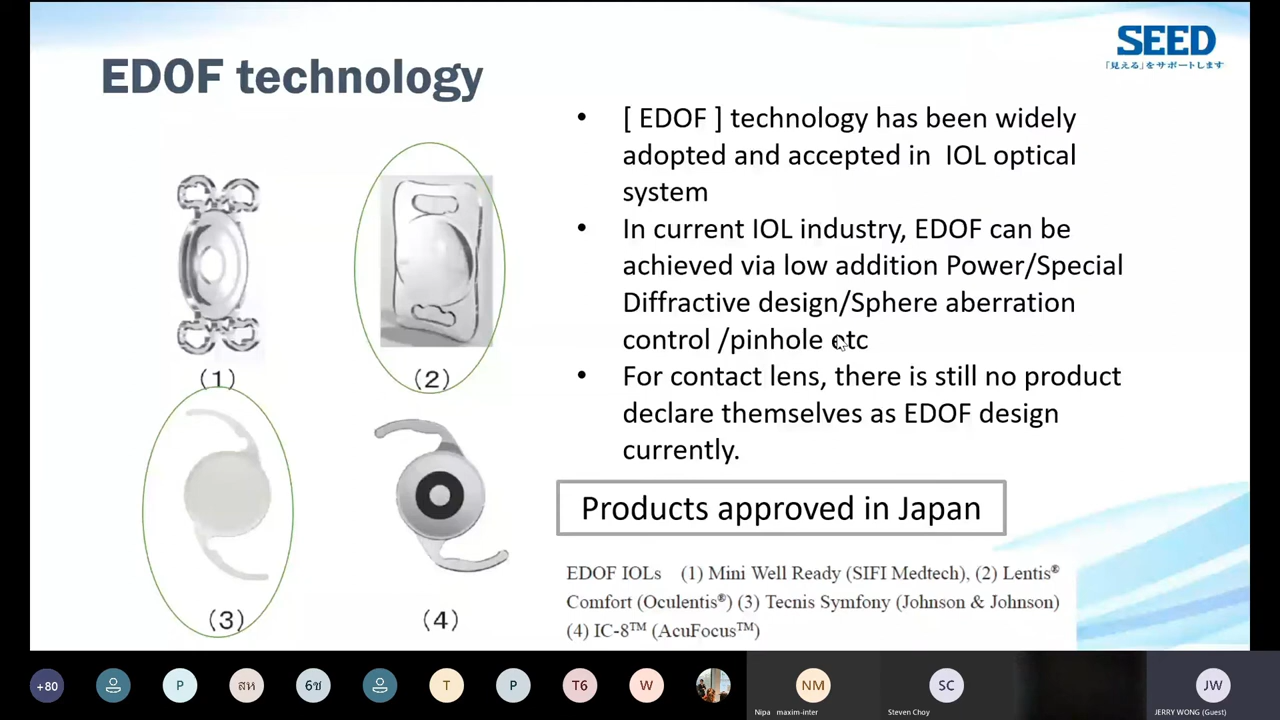 EDOF technology
SEED
「見える」をサポートします
• [ EDOF ] technology has been widely
adopted and accepted in IOL optical
system
• In current IOL industry, EDOF can be
achieved via low addition Power/Special
Diffractive design/Sphere aberration
control /pinhole etc
• For contact lens, there is still no product
declare themselves as EDOF design
currently.
(1)
(2)
(3)
(4)
Products approved in Japan
EDOF IOLs (1) Mini Well Ready (SIFI Medtech), (2) Lentis®
Comfort (Oculentis®) (3) Tecnis Symfony (Johnson & Johnson)
(4) IC-8™ (AcuFocus™)
+80
P
สห
6ช
T
P
T6
W
NM
SC
JW
Nipa maxim-inter
Steven Choy
JERRY WONG (Guest)